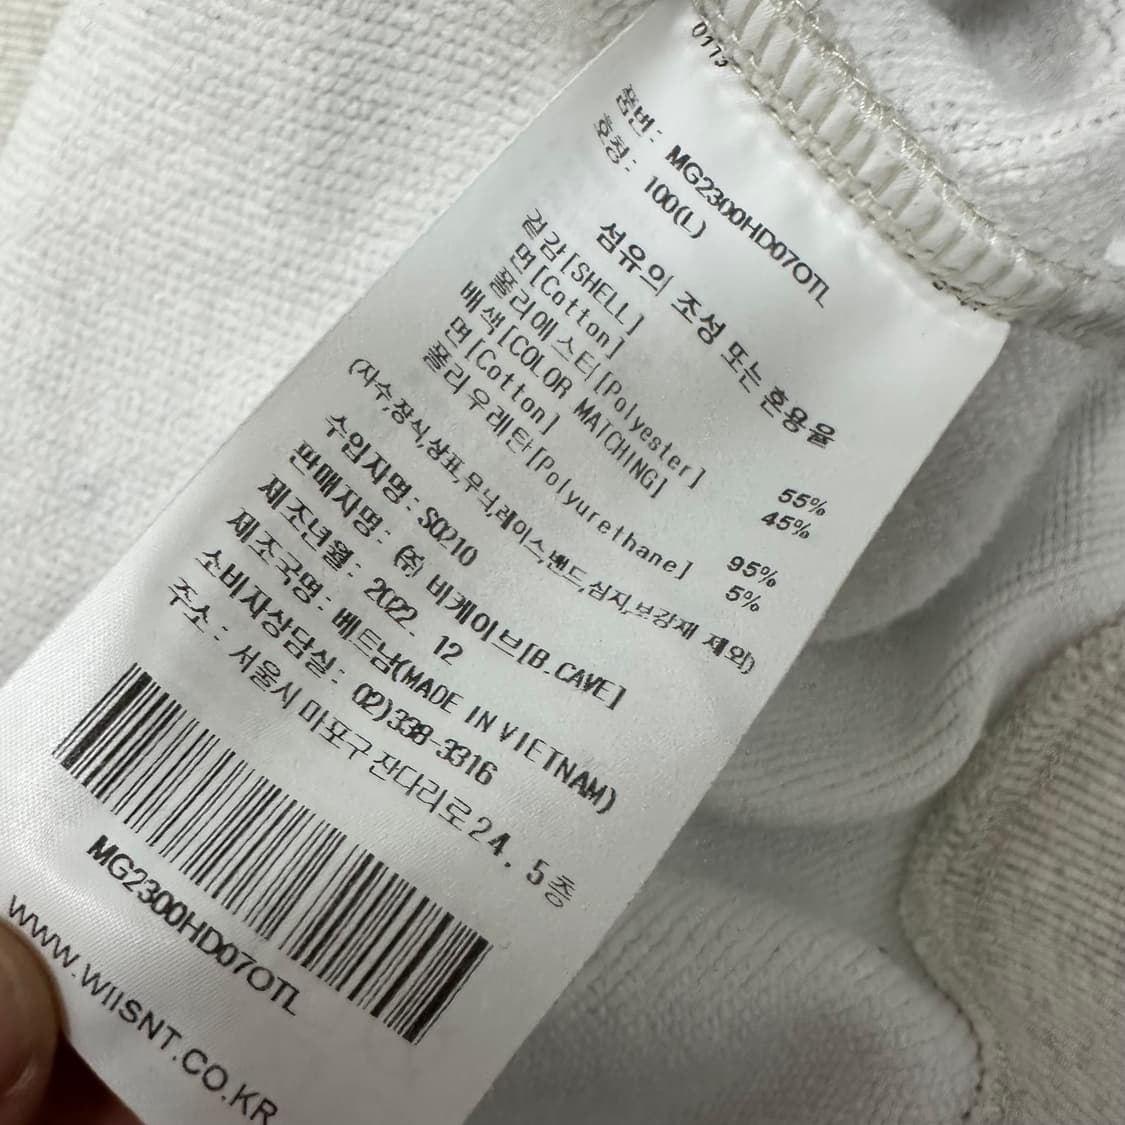 품번: MG2300HD07OTL
호칭: 100(L)
섬유의 조성 또는 혼용율
겉감[SHELL]
면[Cotton] 55%
폴리에스터[Polyester] 45%
배색[COLOR MATCHING]
면[Cotton] 95%
폴리우레탄[Polyurethane] 5%
(자수,장식,상표,무늬,레이스,밴드,심지,보강재 제외)
수입자명: SO210
판매자명: (주) 비케이브[B.CAVE]
제조년월: 2022. 12
제조국명: 베트남(MADE IN VIETNAM)
소비자상담실: 02)338-3316
주소: 서울시 마포구 잔다리로24. 5층
MG2300HD07OTL
WWW.WIISNT.CO.KR